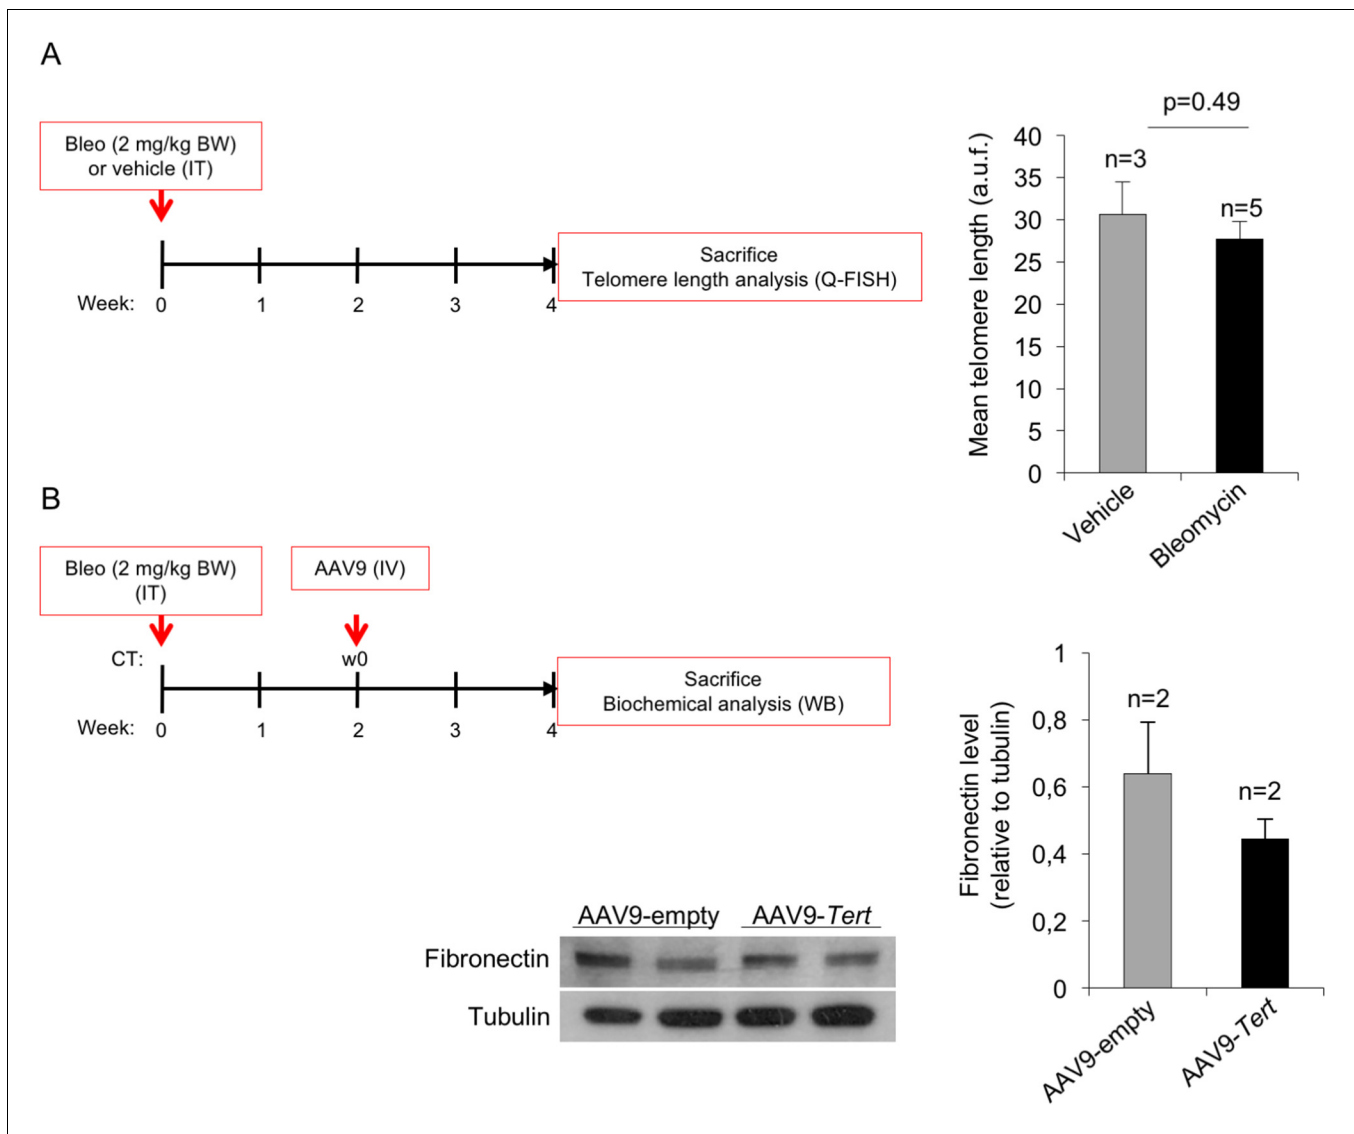 A
Bleo (2 mg/kg BW)
or vehicle (IT)
Week: 0 1 2 3 4
Sacrifice
Telomere length analysis (Q-FISH)
p=0.49
n=3
n=5
Mean telomere length (a.u.f.)
40
35
30
25
20
15
10
5
0
Vehicle
Bleomycin
B
Bleo (2 mg/kg BW)
(IT)
AAV9 (IV)
CT: w0
Week: 0 1 2 3 4
Sacrifice
Biochemical analysis (WB)
AAV9-empty AAV9-Tert
Fibronectin
Tubulin
Fibronectin level
(relative to tubulin)
1
0,8
0,6
0,4
0,2
0
n=2
n=2
AAV9-empty
AAV9-Tert